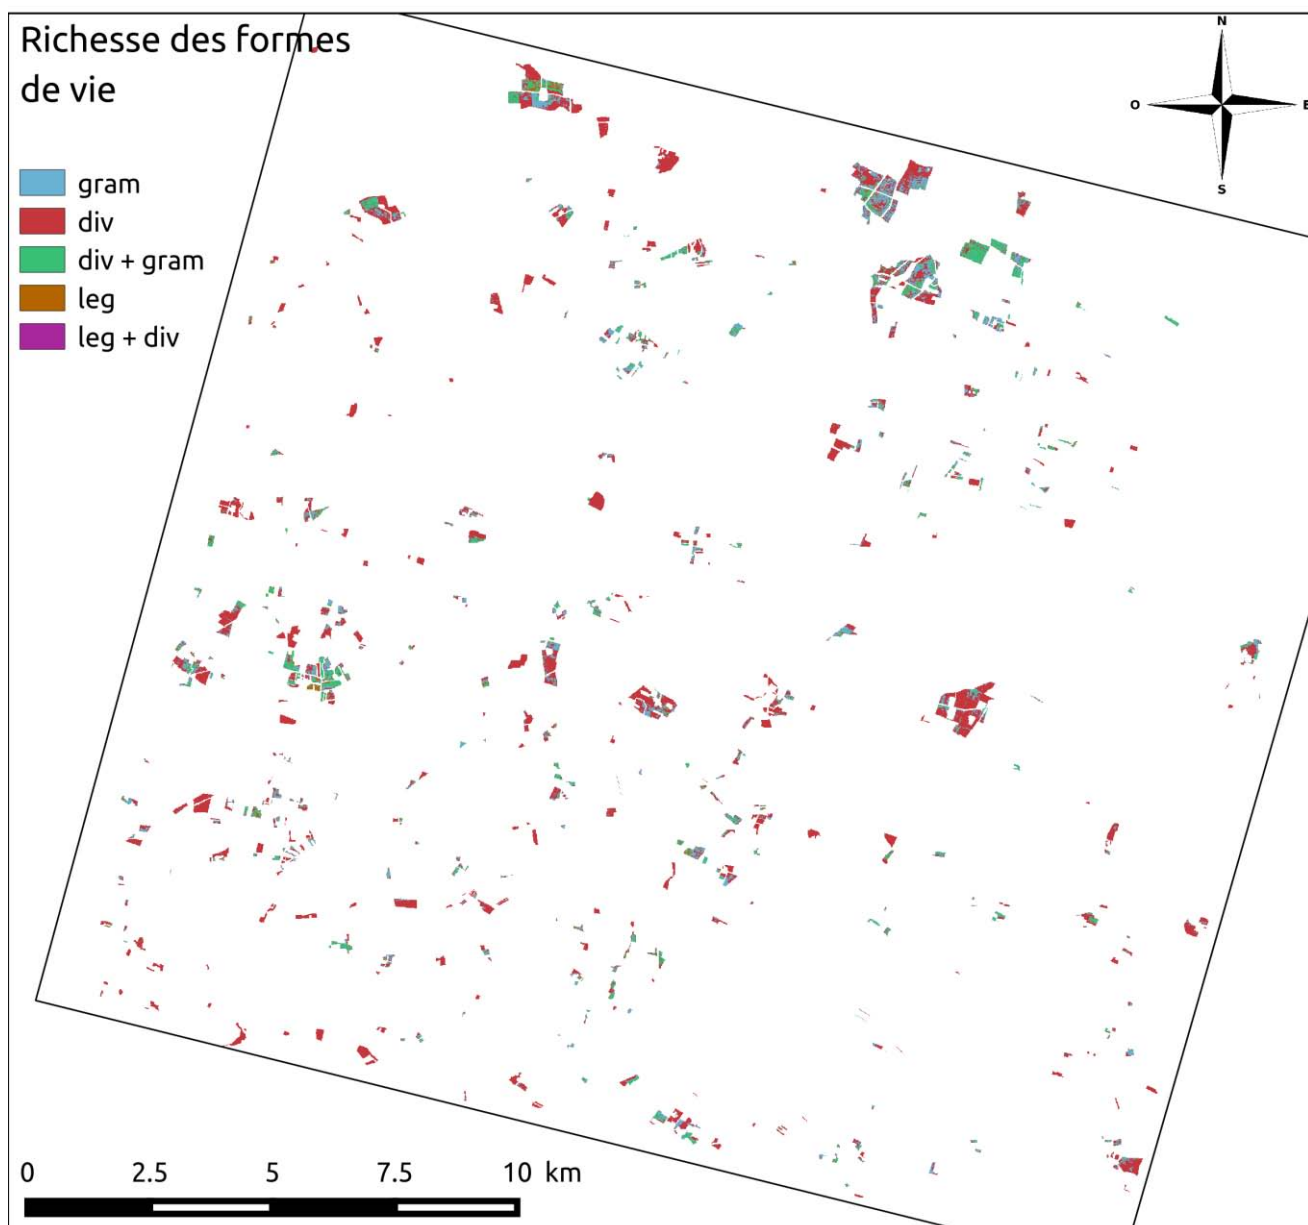 Richesse des formes
de vie
gram
div
div + gram
leg
leg + div
N
O
E
S
0 2.5 5 7.5 10 km